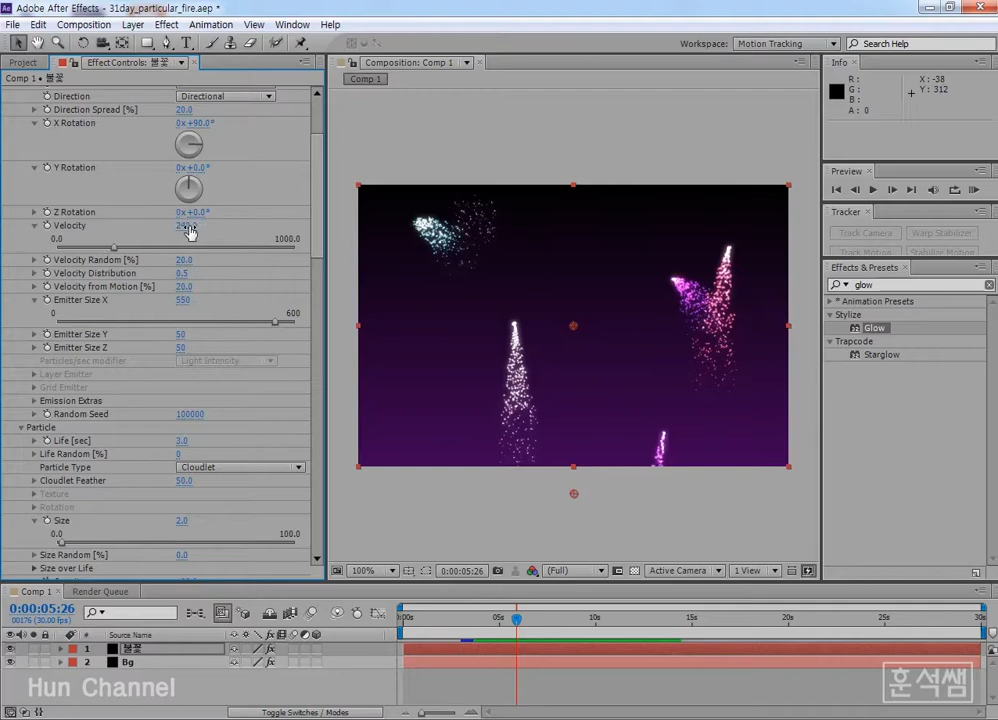 Adobe After Effects - 31day_particular_fire.aep *
File Edit Composition Layer Effect Animation View Window Help
Workspace: Motion Tracking Search Help
Project Effect Controls: 불꽃 Composition: Comp 1 Info
Comp 1 • 불꽃
Comp 1
R:
G:
B:
A: 0
X: -38
Y: 312
Direction Directional
Direction Spread [%] 20.0
X Rotation 0x +90.0°
Y Rotation 0x +0.0°
Z Rotation 0x +0.0°
Velocity
0.0 1000.0
Velocity Random [%] 20.0
Velocity Distribution 0.5
Velocity from Motion [%] 20.0
Emitter Size X 550
0 600
Emitter Size Y 50
Emitter Size Z 50
Particles/sec modifier Light Intensity
Layer Emitter
Grid Emitter
Emission Extras
Random Seed 100000
Particle
Life [sec] 3.0
Life Random [%] 0
Particle Type Cloudlet
Cloudlet Feather 50.0
Texture
Rotation
Size 2.0
0.0 100.0
Size Random [%] 0.0
Size over Life
Preview
Tracker
Track Camera
Track Motion Stabilize Motion
Effects & Presets
glow
* Animation Presets
Stylize
Glow
Trapcode
Starglow
100% 0:00:05:26 (Full) Active Camera 1 View
Comp 1 Render Queue
0:00:05:26
00176 (30.00 fps)
:00s 05s 10s 15s 20s 25s 30s
# Source Name
1 불꽃
2 Bg
Hun Channel
훈석쌤
Toggle Switches / Modes